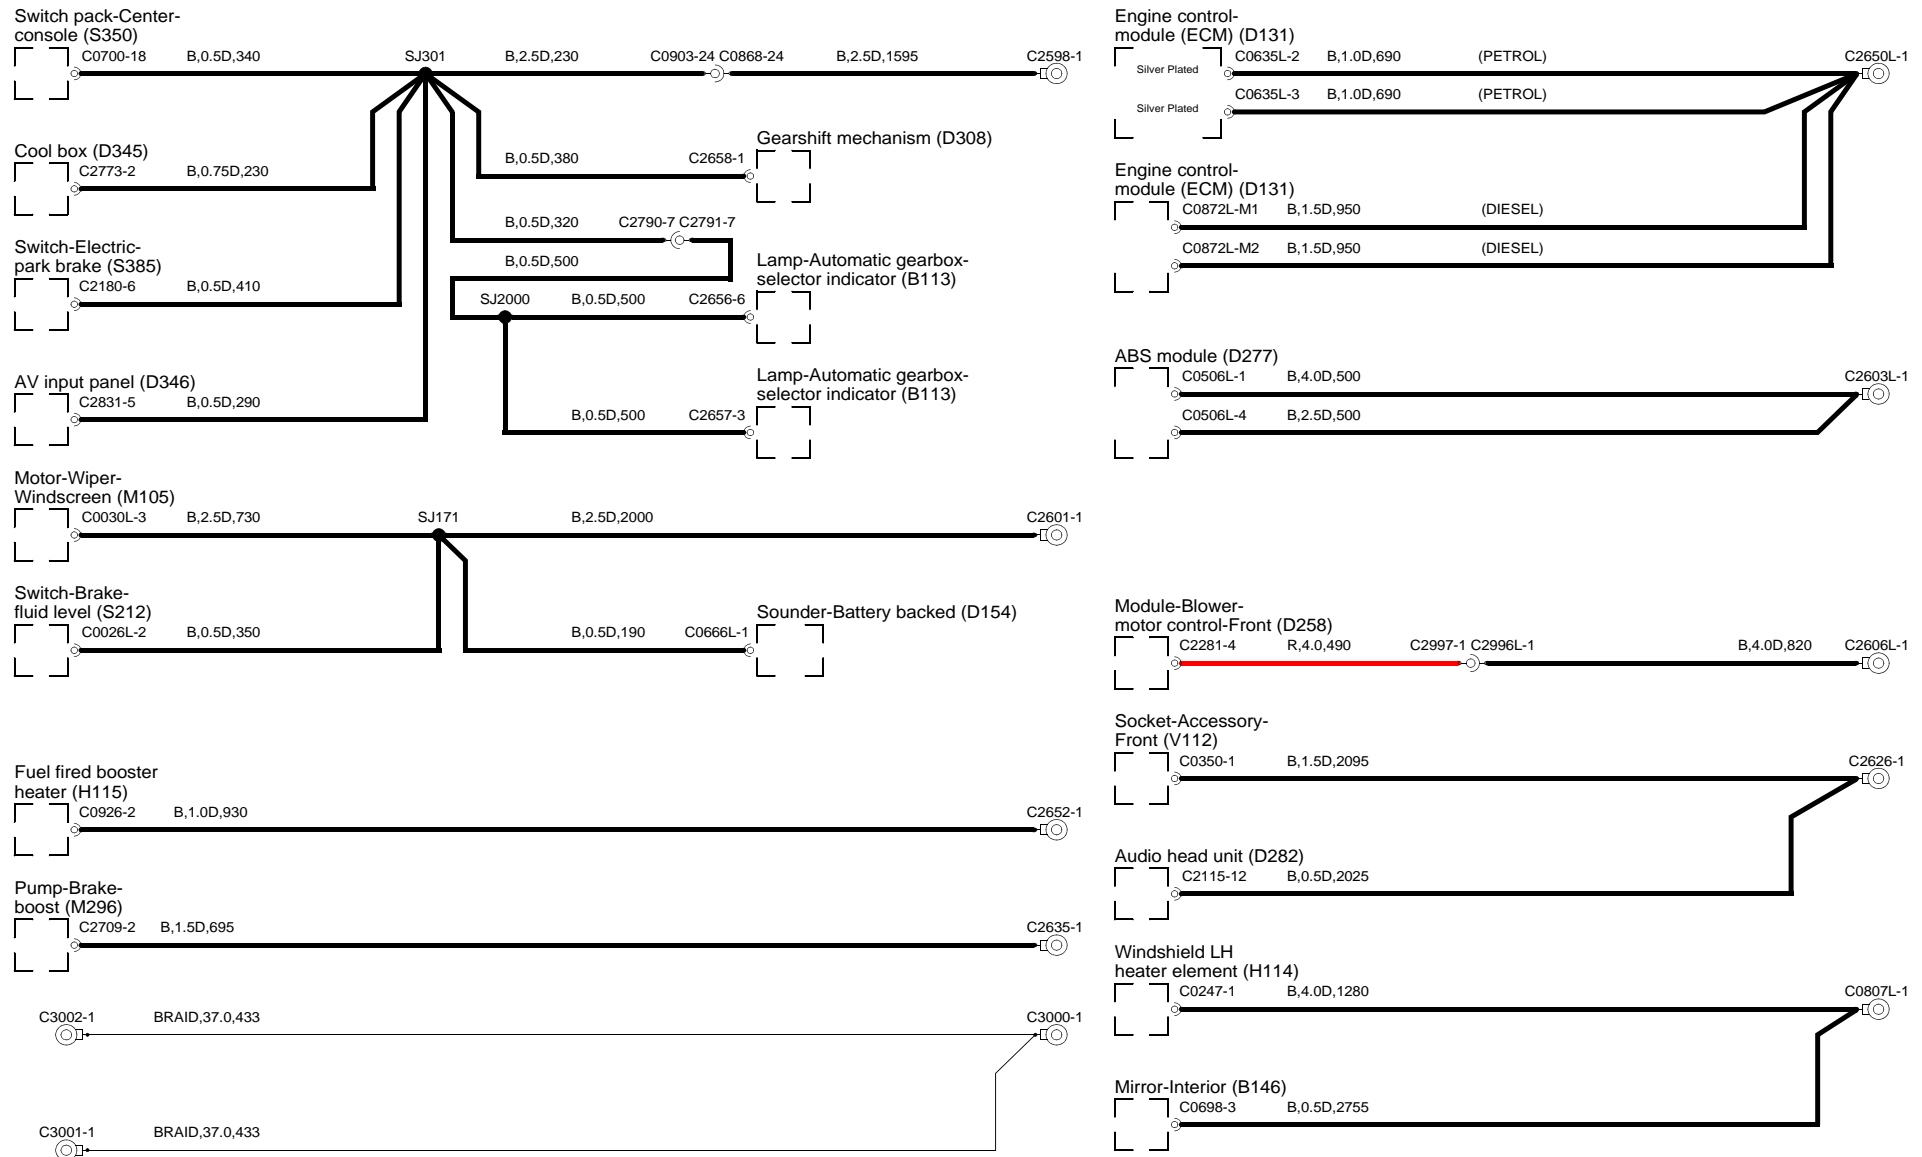 Switch pack-Center-
console (S350)
C0700-18 B,0.5D,340 SJ301 B,2.5D,230 C0903-24 C0868-24 B,2.5D,1595 C2598-1
Gearshift mechanism (D308)
B,0.5D,380 C2658-1
Cool box (D345)
C2773-2 B,0.75D,230
B,0.5D,320 C2790-7 C2791-7
Switch-Electric-
park brake (S385)
C2180-6 B,0.5D,410
B,0.5D,500
Lamp-Automatic gearbox-
selector indicator (B113)
SJ2000 B,0.5D,500 C2656-6
AV input panel (D346)
C2831-5 B,0.5D,290
Lamp-Automatic gearbox-
selector indicator (B113)
B,0.5D,500 C2657-3
Motor-Wiper-
Windscreen (M105)
C0030L-3 B,2.5D,730 SJ171 B,2.5D,2000 C2601-1
Switch-Brake-
fluid level (S212)
C0026L-2 B,0.5D,350
Sounder-Battery backed (D154)
B,0.5D,190 C0666L-1
Fuel fired booster
heater (H115)
C0926-2 B,1.0D,930 C2652-1
Pump-Brake-
boost (M296)
C2709-2 B,1.5D,695 C2635-1
C3002-1 BRAID,37.0,433 C3000-1
C3001-1 BRAID,37.0,433
Engine control-
module (ECM) (D131)
Silver Plated C0635L-2 B,1.0D,690 (PETROL) C2650L-1
Silver Plated C0635L-3 B,1.0D,690 (PETROL)
Engine control-
module (ECM) (D131)
C0872L-M1 B,1.5D,950 (DIESEL)
C0872L-M2 B,1.5D,950 (DIESEL)
ABS module (D277)
C0506L-1 B,4.0D,500 C2603L-1
C0506L-4 B,2.5D,500
Module-Blower-
motor control-Front (D258)
C2281-4 R,4.0,490 C2997-1 C2996L-1 B,4.0D,820 C2606L-1
Socket-Accessory-
Front (V112)
C0350-1 B,1.5D,2095 C2626-1
Audio head unit (D282)
C2115-12 B,0.5D,2025
Windshield LH
heater element (H114)
C0247-1 B,4.0D,1280 C0807L-1
Mirror-Interior (B146)
C0698-3 B,0.5D,2755